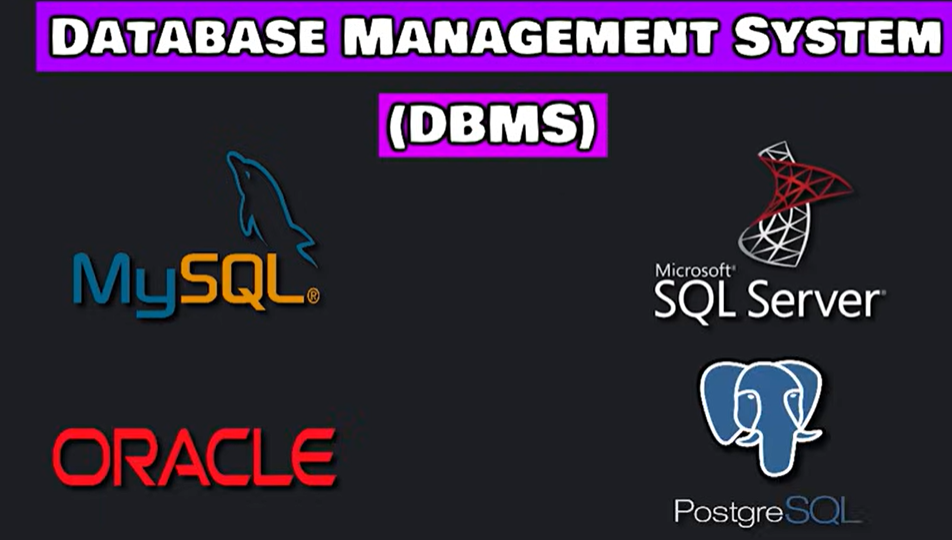 Database Management System
(DBMS)
MySQL®
Microsoft®
SQL Server®
ORACLE
PostgreSQL